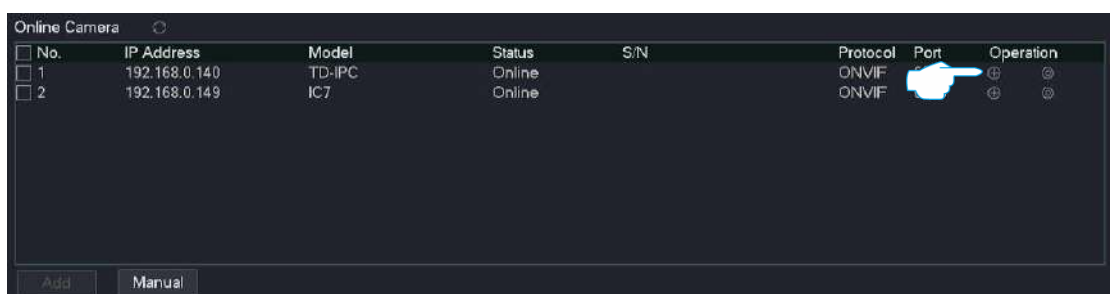 Online Camera
No. IP Address Model Status S/N Protocol Port Operation
1 192.168.0.140 TD-IPC Online ONVIF
2 192.168.0.149 IC7 Online ONVIF
Add Manual